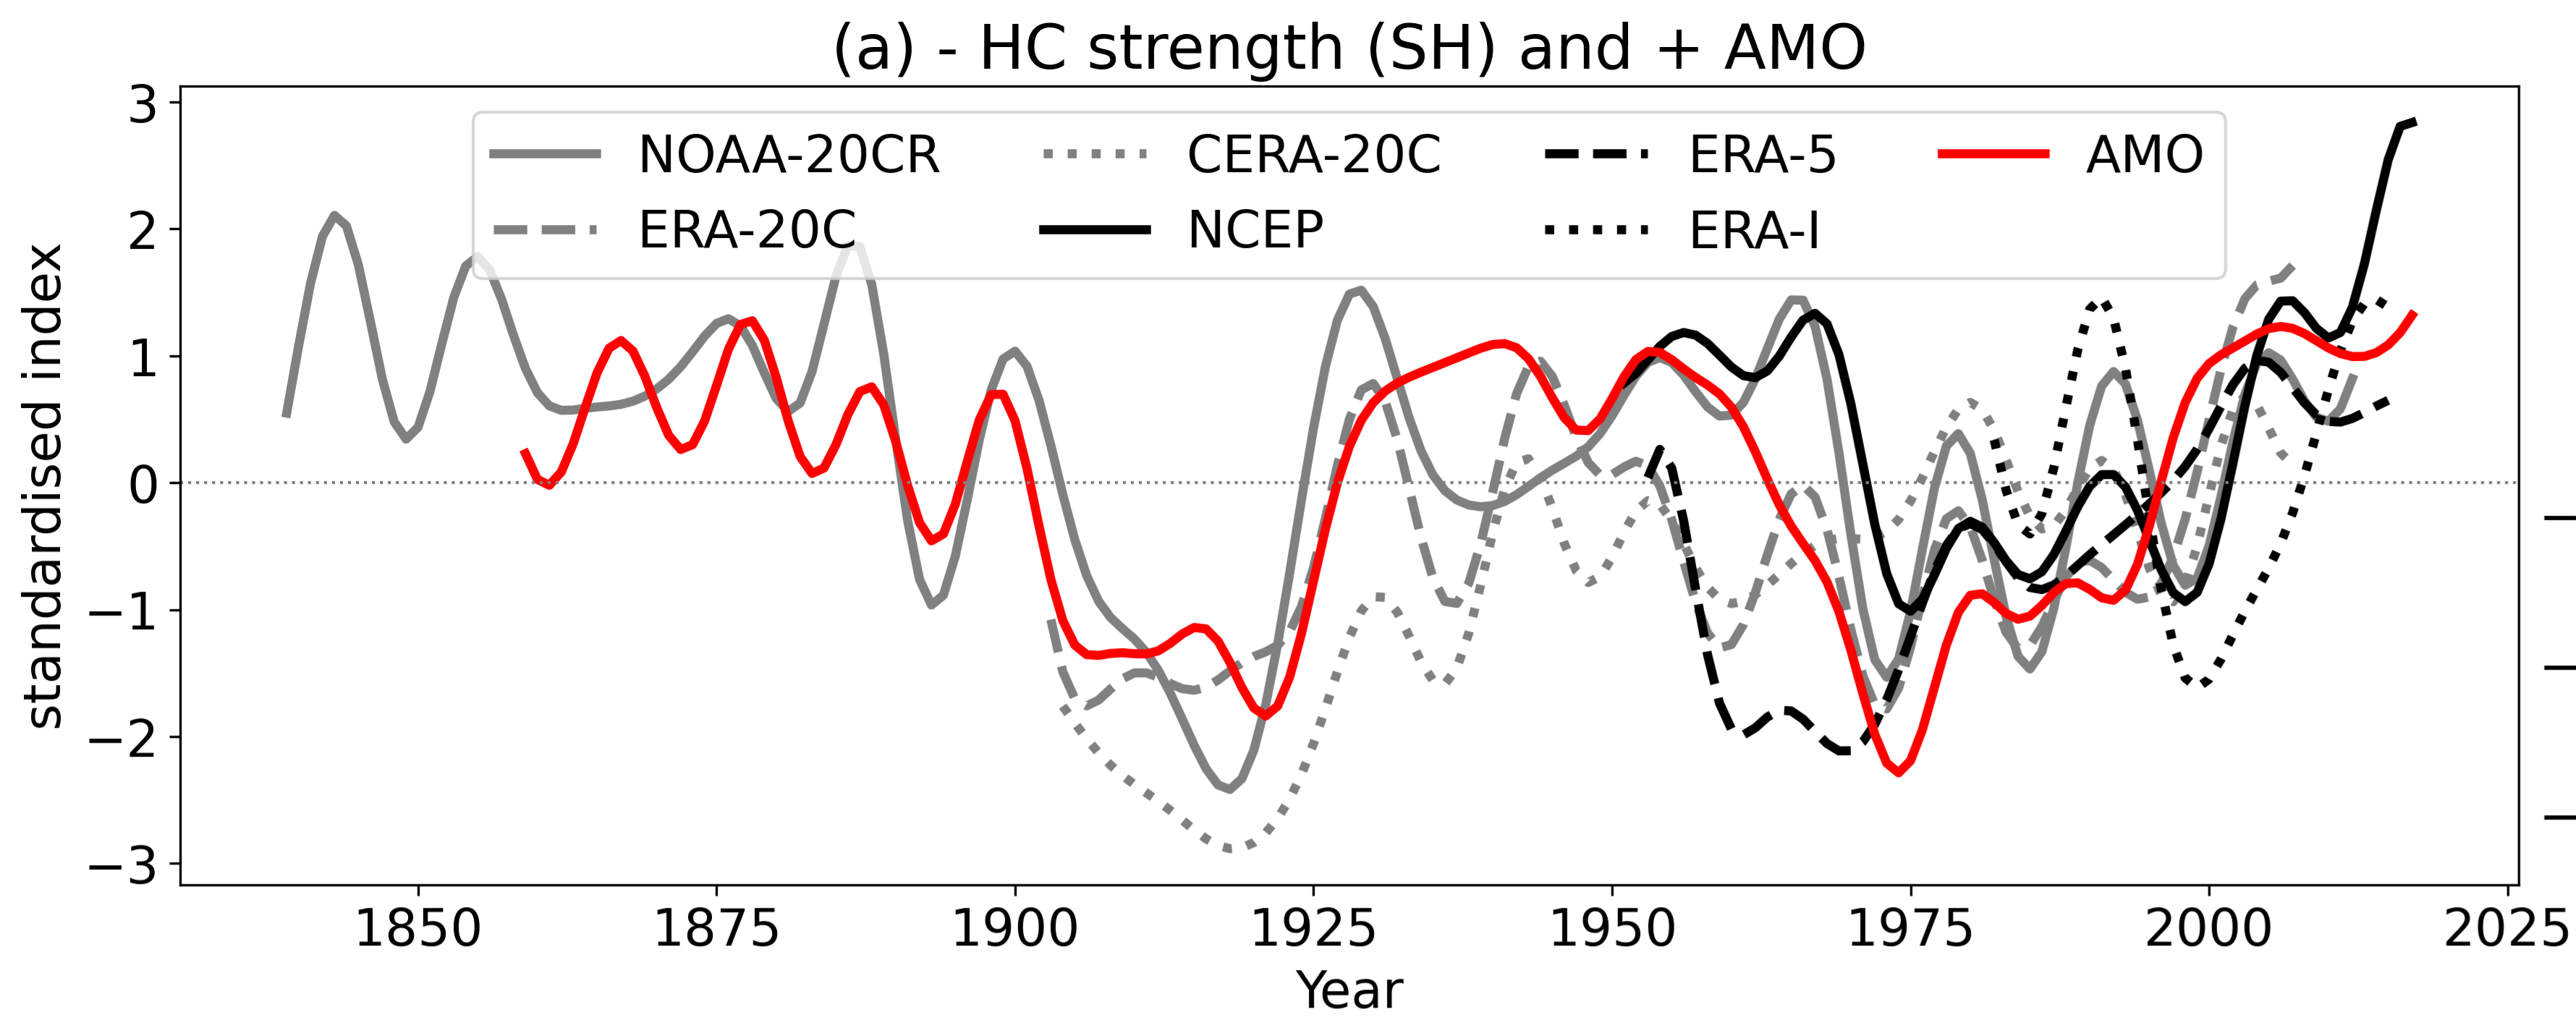 (a) - HC strength (SH) and + AMO
standardised index
3
2
1
0
−1
−2
−3
NOAA-20CR
ERA-20C
CERA-20C
NCEP
ERA-5
ERA-I
AMO
1850 1875 1900 1925 1950 1975 2000 2025
Year